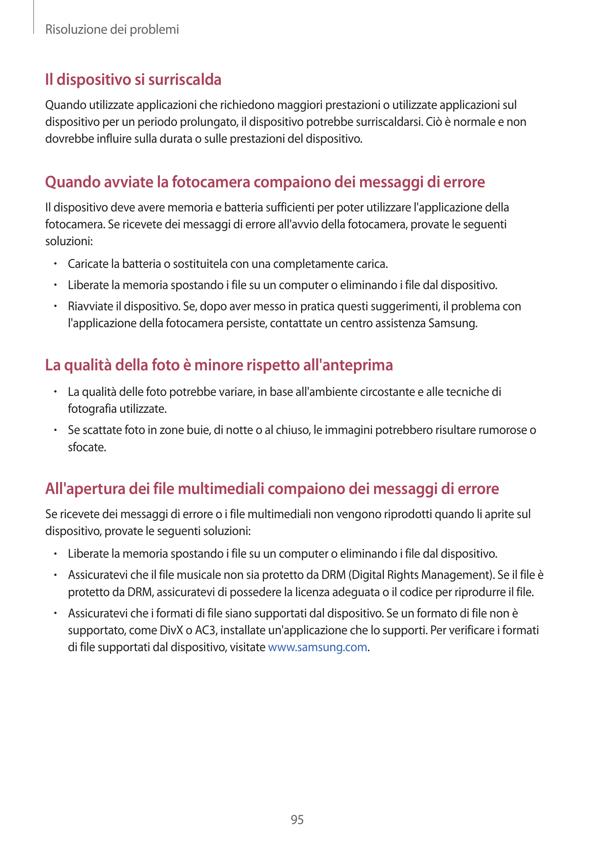 Risoluzione dei problemi
Il dispositivo si surriscalda
Quando utilizzate applicazioni che richiedono maggiori prestazioni o utilizzate applicazioni sul
dispositivo per un periodo prolungato, il dispositivo potrebbe surriscaldarsi. Ciò è normale e non
dovrebbe influire sulla durata o sulle prestazioni del dispositivo.
Quando avviate la fotocamera compaiono dei messaggi di errore
Il dispositivo deve avere memoria e batteria sufficienti per poter utilizzare l'applicazione della
fotocamera. Se ricevete dei messaggi di errore all'avvio della fotocamera, provate le seguenti
soluzioni:
• Caricate la batteria o sostituitela con una completamente carica.
• Liberate la memoria spostando i file su un computer o eliminando i file dal dispositivo.
• Riavviate il dispositivo. Se, dopo aver messo in pratica questi suggerimenti, il problema con
l'applicazione della fotocamera persiste, contattate un centro assistenza Samsung.
La qualità della foto è minore rispetto all'anteprima
• La qualità delle foto potrebbe variare, in base all'ambiente circostante e alle tecniche di
fotografia utilizzate.
• Se scattate foto in zone buie, di notte o al chiuso, le immagini potrebbero risultare rumorose o
sfocate.
All'apertura dei file multimediali compaiono dei messaggi di errore
Se ricevete dei messaggi di errore o i file multimediali non vengono riprodotti quando li aprite sul
dispositivo, provate le seguenti soluzioni:
• Liberate la memoria spostando i file su un computer o eliminando i file dal dispositivo.
• Assicuratevi che il file musicale non sia protetto da DRM (Digital Rights Management). Se il file è
protetto da DRM, assicuratevi di possedere la licenza adeguata o il codice per riprodurre il file.
• Assicuratevi che i formati di file siano supportati dal dispositivo. Se un formato di file non è
supportato, come DivX o AC3, installate un'applicazione che lo supporti. Per verificare i formati
di file supportati dal dispositivo, visitate www.samsung.com.
95